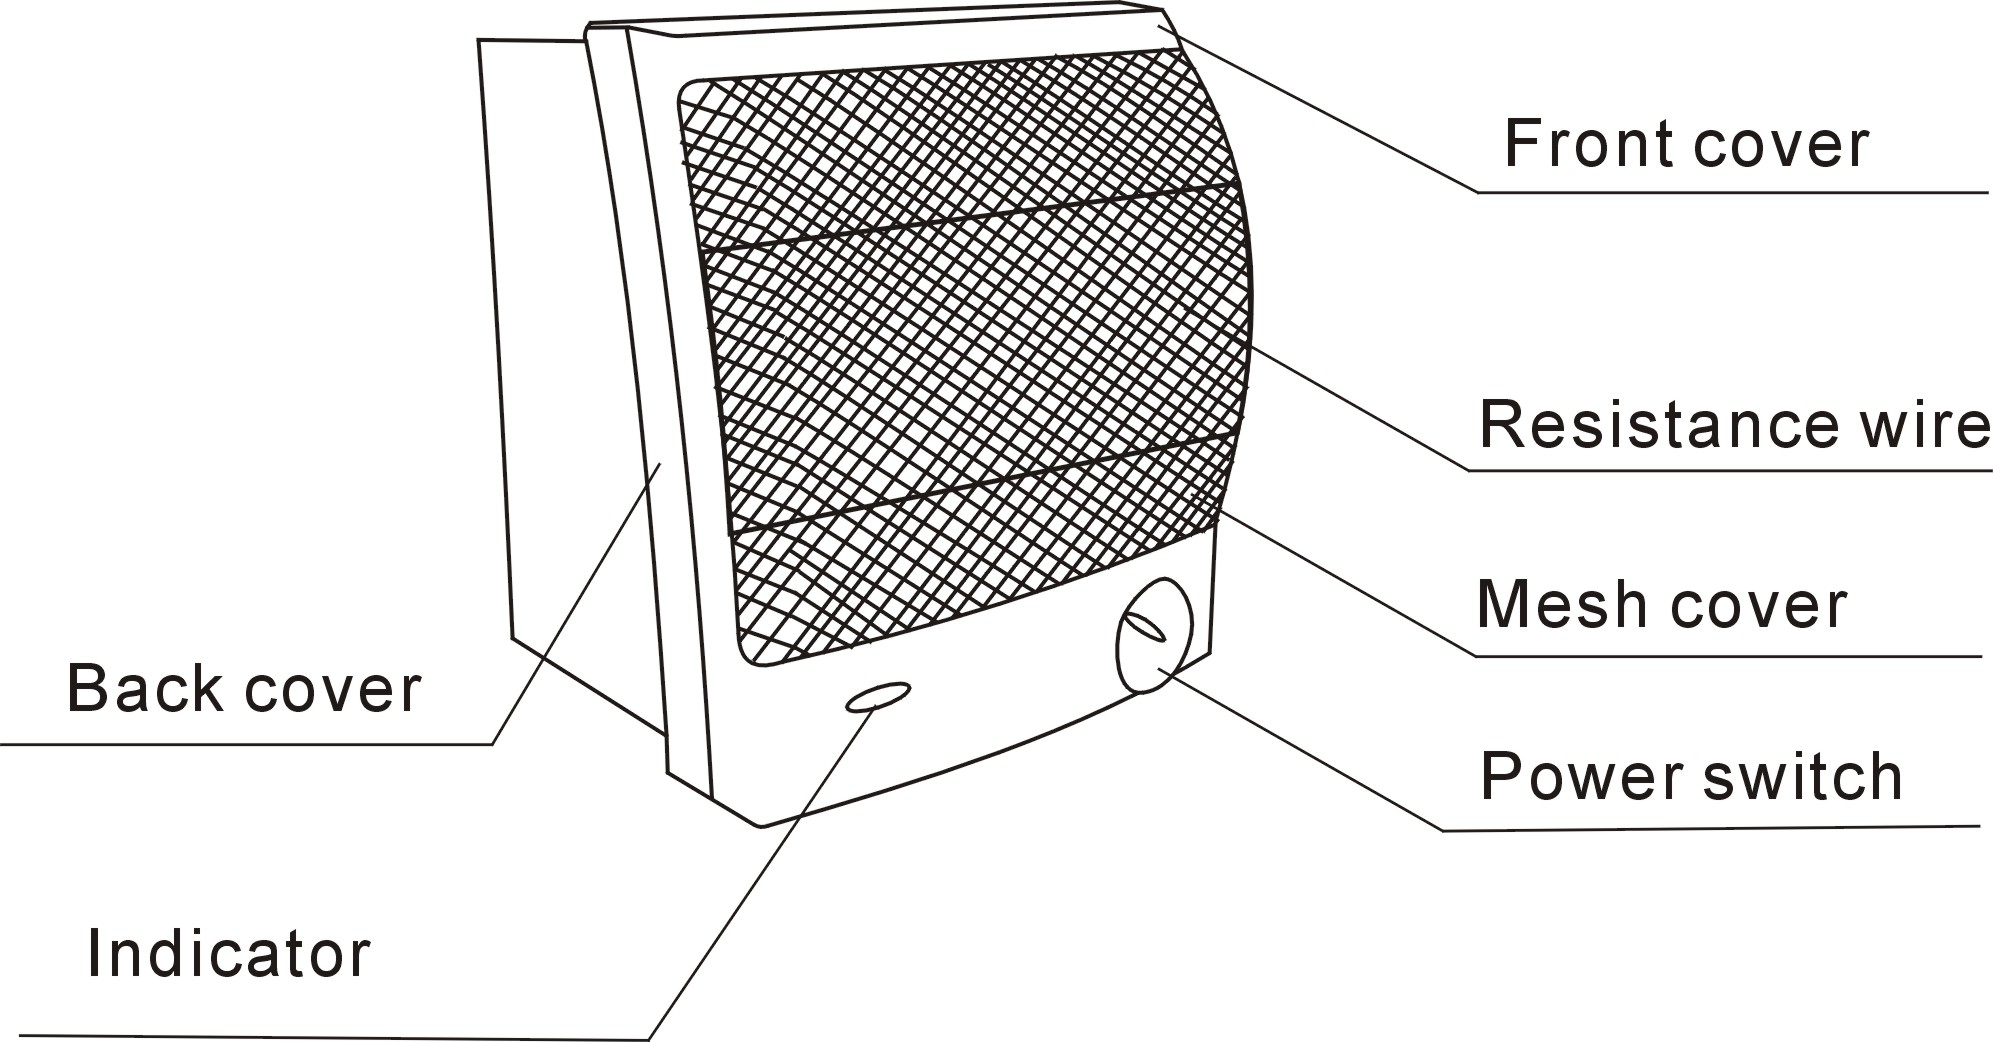 Front cover
Resistance wire
Mesh cover
Back cover
Power switch
Indicator